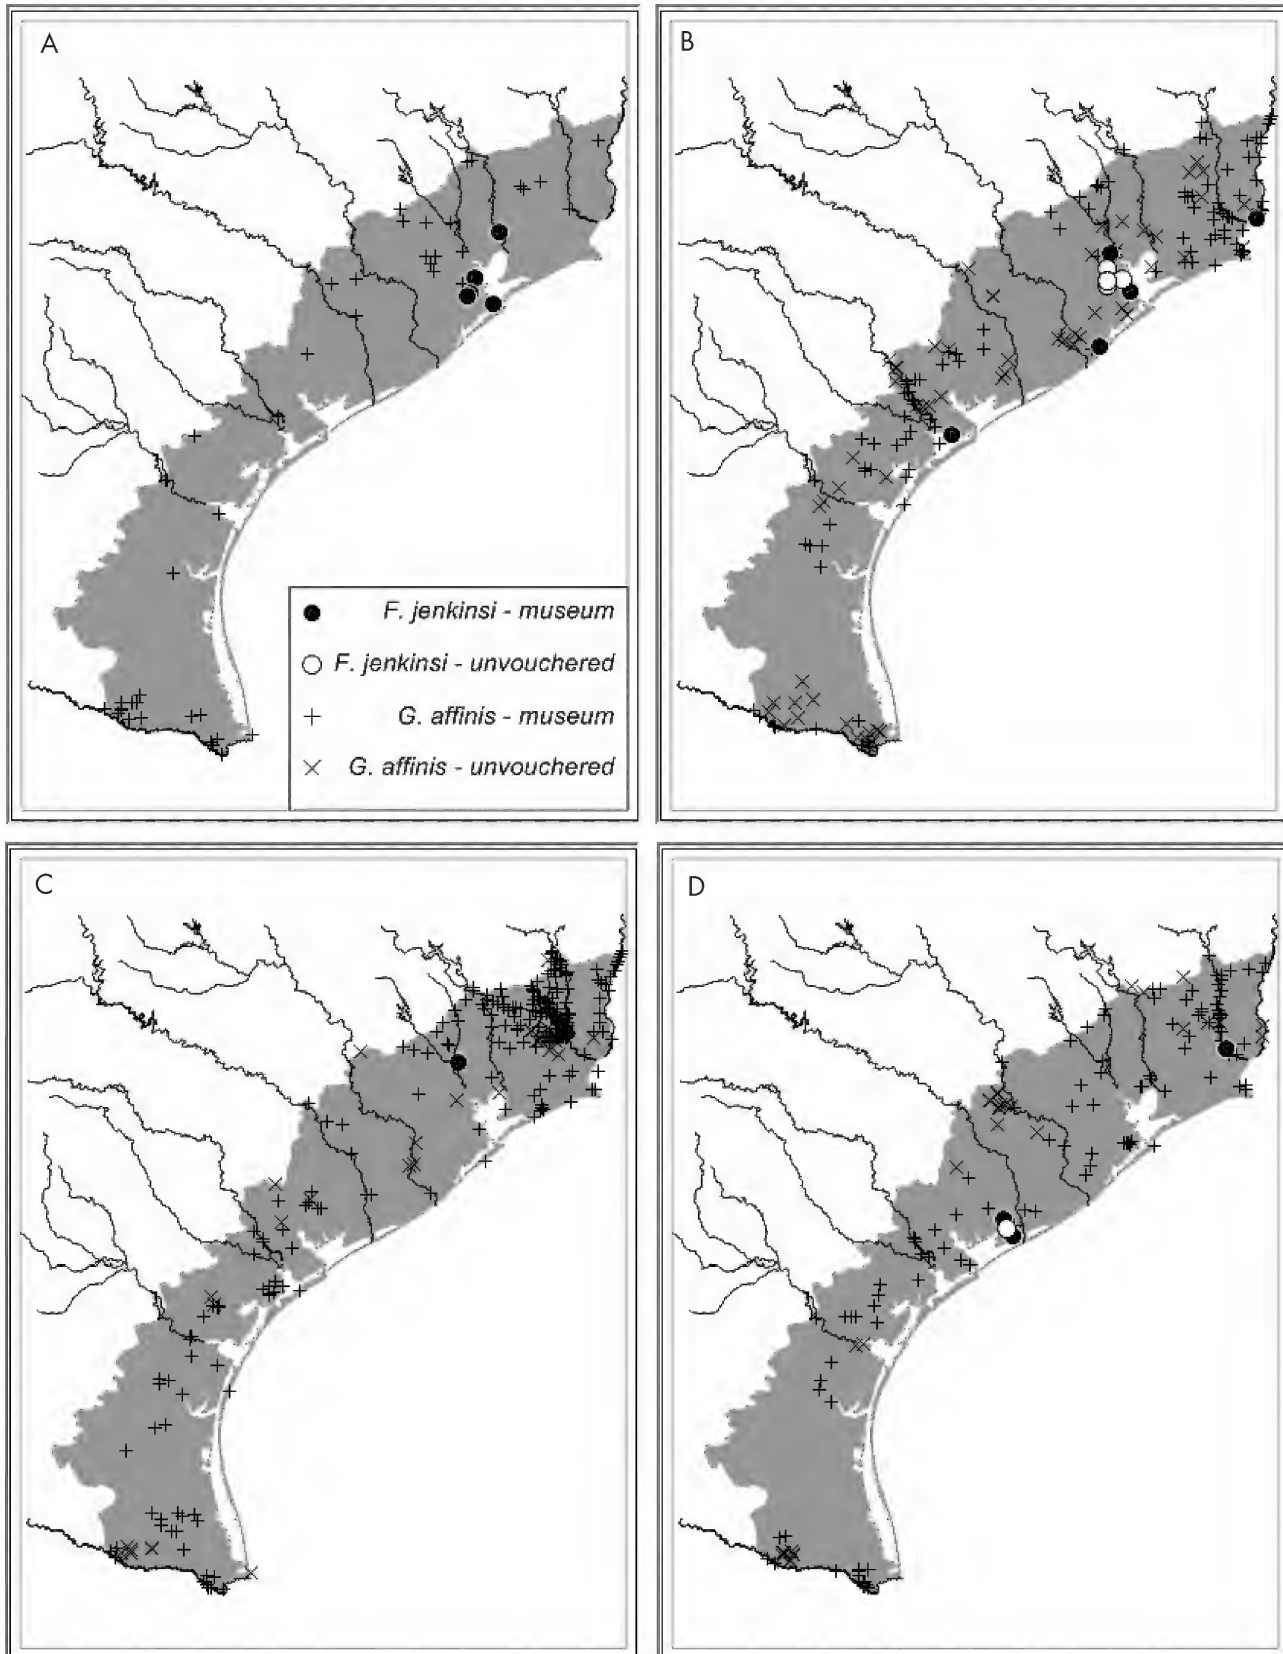 A
B
F. jenkinsi - museum
F. jenkinsi - unvouchered
G. affinis - museum
G. affinis - unvouchered
C
D